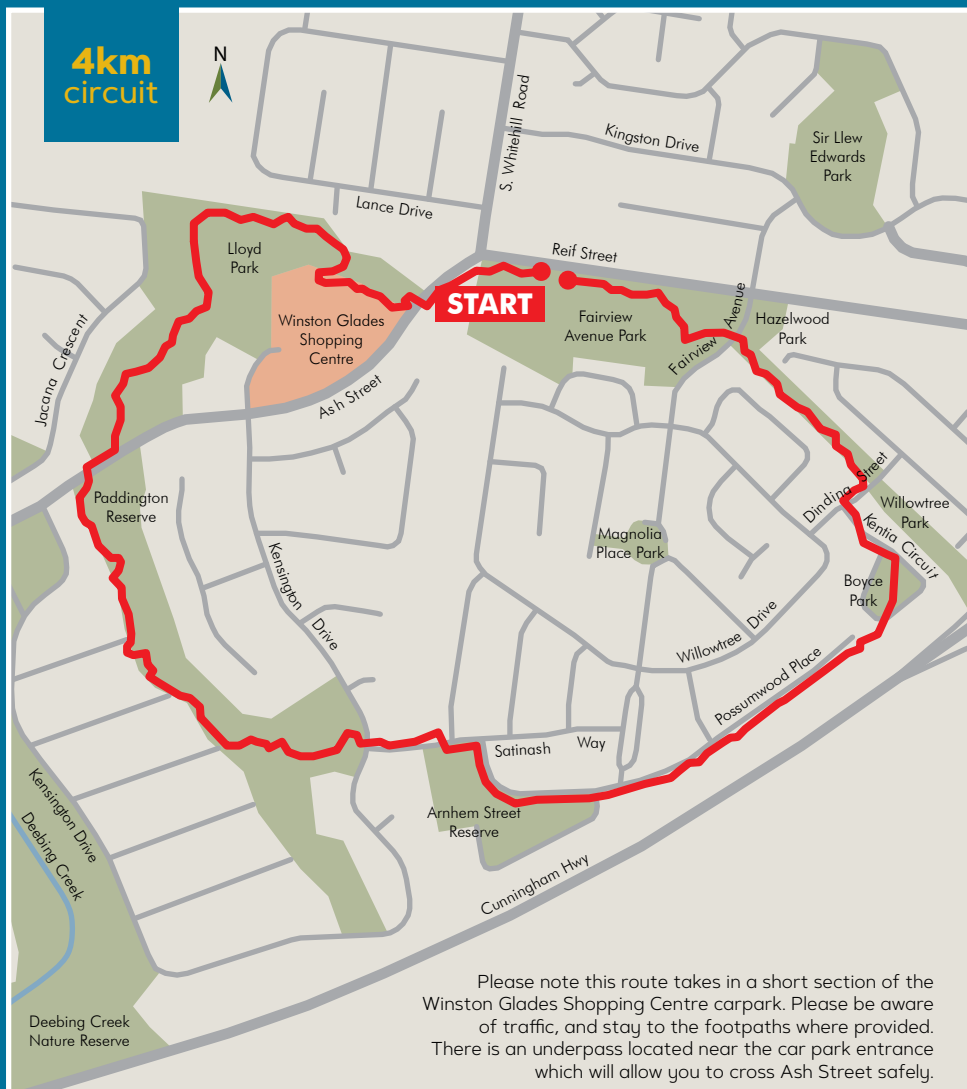 4km
circuit
N
S. Whitehill Road
Kingston Drive
Sir Llew
Edwards
Park
Lance Drive
Reif Street
Lloyd
Park
START
Winston Glades
Shopping
Centre
Fairview
Avenue Park
Fairview Avenue
Hazelwood
Park
Jacana Crescent
Ash Street
Paddington
Reserve
Dindina Street
Willowtree
Park
Kentia Circuit
Magnolia
Place Park
Boyce
Park
Kensington Drive
Willowtree Drive
Possumwood Place
Satinash Way
Arnhem Street
Reserve
Kensington Drive
Deebing Creek
Cunningham Hwy
Deebing Creek
Nature Reserve
Please note this route takes in a short section of the
Winston Glades Shopping Centre carpark. Please be aware
of traffic, and stay to the footpaths where provided.
There is an underpass located near the car park entrance
which will allow you to cross Ash Street safely.